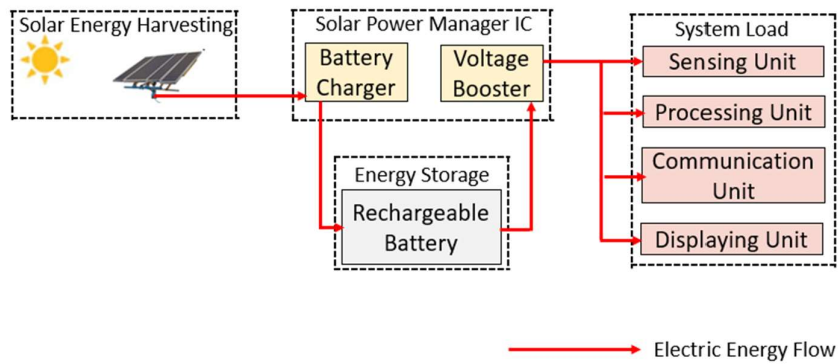 Solar Energy Harvesting
Solar Power Manager IC
Battery
Charger
Voltage
Booster
System Load
Sensing Unit
Processing Unit
Communication
Unit
Displaying Unit
Energy Storage
Rechargeable
Battery
Electric Energy Flow